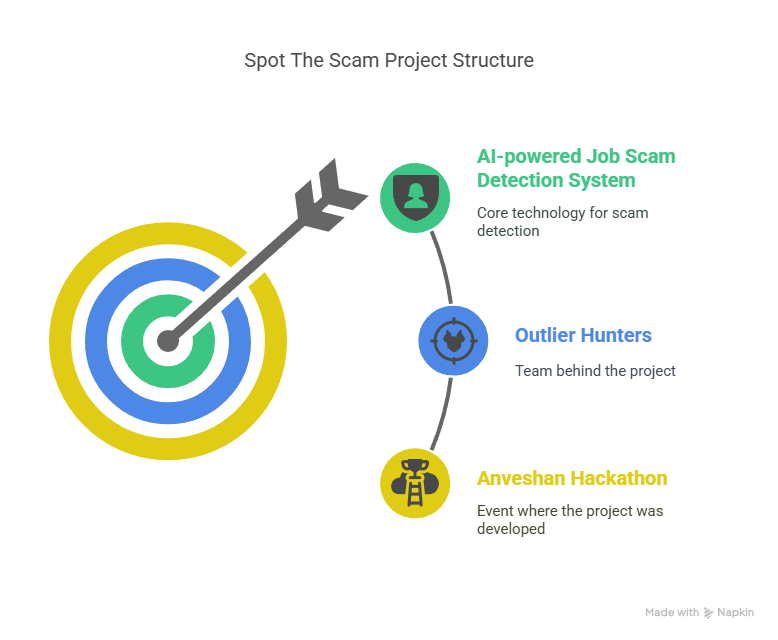 Spot The Scam Project Structure
AI-powered Job Scam
Detection System
Core technology for scam
detection
Outlier Hunters
Team behind the project
Anveshan Hackathon
Event where the project was
developed
Made with Napkin